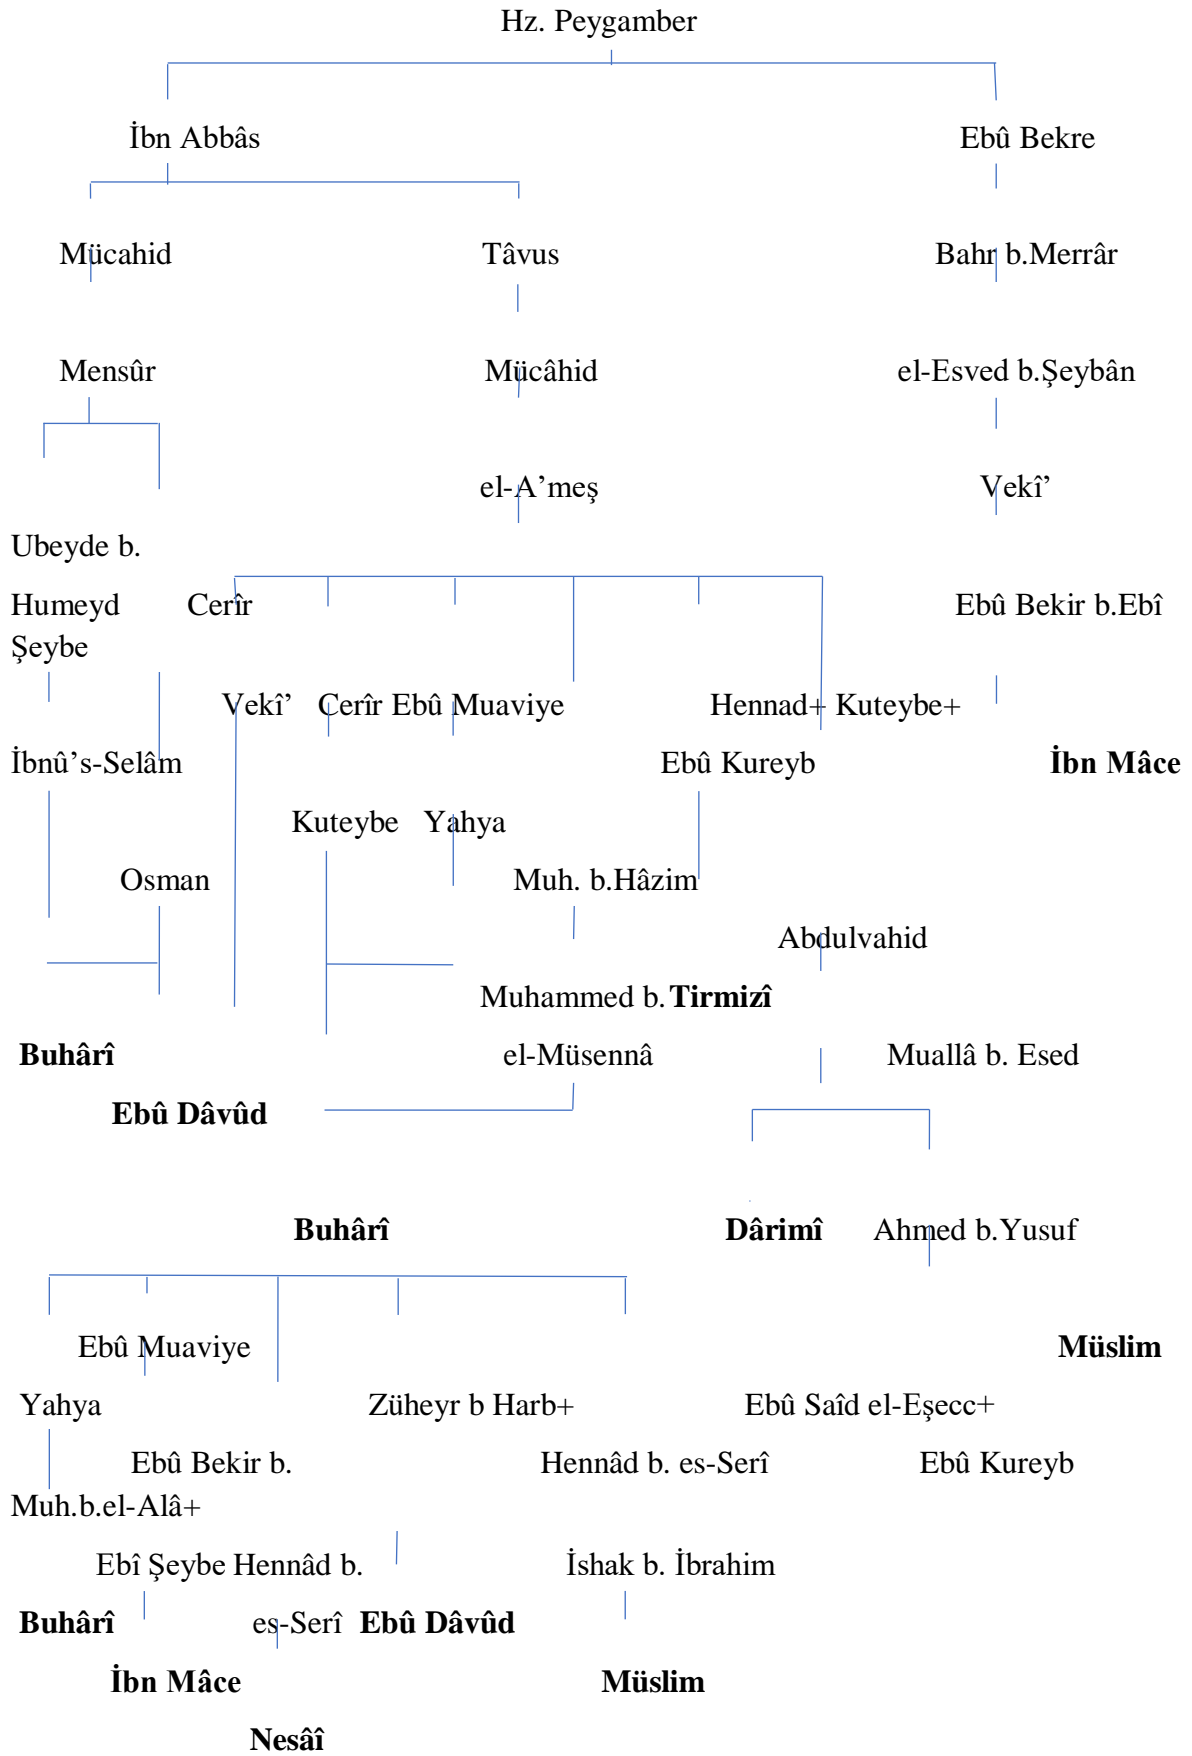 Hz. Peygamber
İbn Abbâs Ebû Bekre
Mücahid Tâvus Bahr b.Merrâr
Mensûr Mücâhid el-Esved b.Şeybân
el-A’meş Vekî’
Ubeyde b.
Humeyd Cerîr Ebû Bekir b.Ebî
Şeybe
Vekî’ Cerîr Ebû Muaviye Hennad+ Kuteybe+
İbnû’s-Selâm Ebû Kureyb İbn Mâce
Kuteybe Yahya
Osman Muh. b.Hâzim
Abdulvahid
Muhammed b. Tirmizî
Buhârî el-Müsennâ Muallâ b. Esed
Ebû Dâvûd
Buhârî Dârimî Ahmed b.Yusuf
Ebû Muaviye Müslim
Yahya Züheyr b Harb+ Ebû Saîd el-Eşecc+
Ebû Bekir b. Hennâd b. es-Serî Ebû Kureyb
Muh.b.el-Alâ+
Ebî Şeybe Hennâd b. İshak b. İbrahim
Buhârî es-Serî Ebû Dâvûd
İbn Mâce Müslim
Nesâî